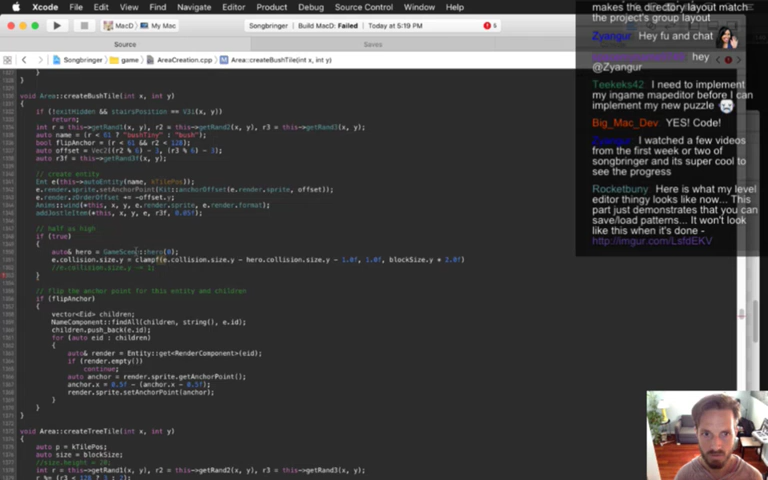 Xcode File Edit View Find Navigate Editor Product Debug Source Control Window Help
MacD My Mac
Songbringer | Build MacD: Failed | Today at 5:19 PM
5
Source
Saves
Songbringer game AreaCreation.cpp Area::createBushTile(int x, int y)
void Area::createBushTile(int x, int y)
{
if (!exitHidden && stairsPosition == V3i(x, y))
return;
int r = this->getRand1(x, y), r2 = this->getRand2(x, y), r3 = this->getRand3(x, y);
auto name = (r < 81 ? "bushTiny" : "bush");
bool flipAnchor = (r < 61 && r2 < 128);
auto offset = Vec2((r2 % 6) - 3, (r3 % 6) - 3);
auto r3f = this->getRand3f(x, y);
// create entity
Ent e(this->autoEntity(name, kTilePos));
e.render.sprite.setAnchorPoint(Kit::anchorOffset(e.render.sprite, offset));
e.render.zOrderOffset += -offset.y;
Anims::wind(*this, x, y, e.render.sprite, e.render.format);
addJostleItem(*this, x, y, e, r3f, 0.05f);
// half as high
if (true)
{
auto& hero = GameScene::hero(0);
e.collision.size.y = clampf(e.collision.size.y - hero.collision.size.y - 1.0f, 1.0f, blockSize.y * 2.0f)
//e.collision.size.y -= 1;
}
// flip the anchor point for this entity and children
if (flipAnchor)
{
vector<Eid> children;
NameComponent::findAll(children, string(), e.id);
children.push_back(e.id);
for (auto eid : children)
{
auto& render = Entity::get<RenderComponent>(eid);
if (render.empty())
continue;
auto anchor = render.sprite.getAnchorPoint();
anchor.x = 0.5f - (anchor.x - 0.5f);
render.sprite.setAnchorPoint(anchor);
}
}
}
void Area::createTreeTile(int x, int y)
{
auto p = kTilePos;
auto size = blockSize;
//size.height = 20;
int r = this->getRand1(x, y), r2 = this->getRand2(x, y), r3 = this->getRand3(x, y);
makes the directory layout match
the project's group layout
Zyangur Hey fu and chat
hey
@Zyangur
Teekeks42 I need to implement
my ingame mapeditor before I can
implement my new puzzle
Big_Mac_Dev YES! Code!
Zyangur I watched a few videos
from the first week or two of
songbringer and its super cool to
see the progress
Rocketbuny Here is what my level
editor thingy looks like now... This
part just demonstrates that you can
save/load patterns... It won't look
like this when it's done -
http://imgur.com/LsfdEKV